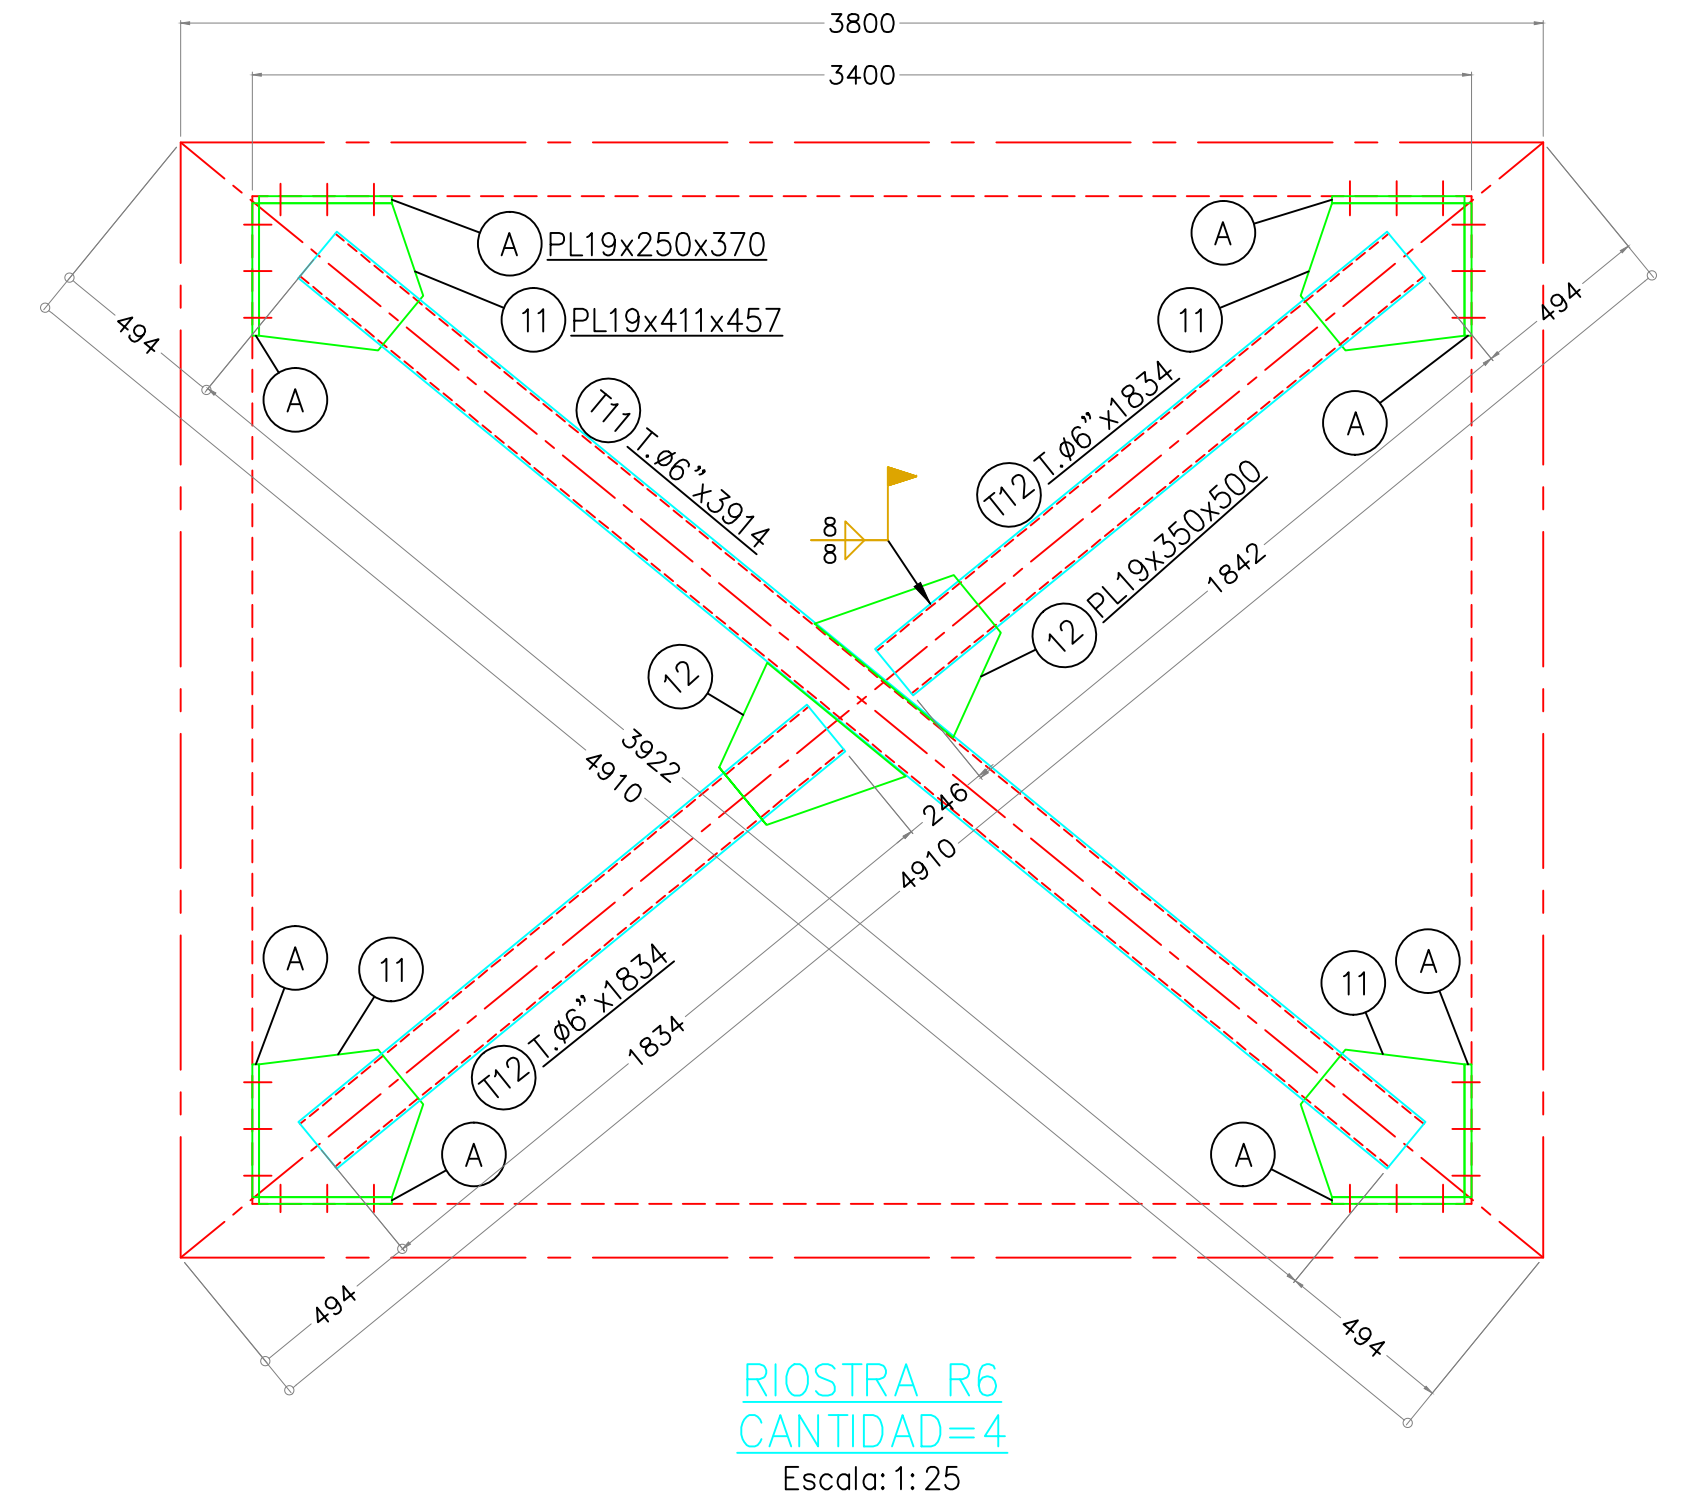 3800
3400
A PL19x250x370
A
11 PL19x411x457
11
494
494
A
A
T11 T.ø6"x3914
T12 T.ø6"x1834
8
8
12 PL19x350x500
1842
12
3922
4910
246
4910
A
11
11
A
T12 T.ø6"x1834
1834
A
A
494
494
RIOSTRA R6
CANTIDAD=4
Escala: 1: 25